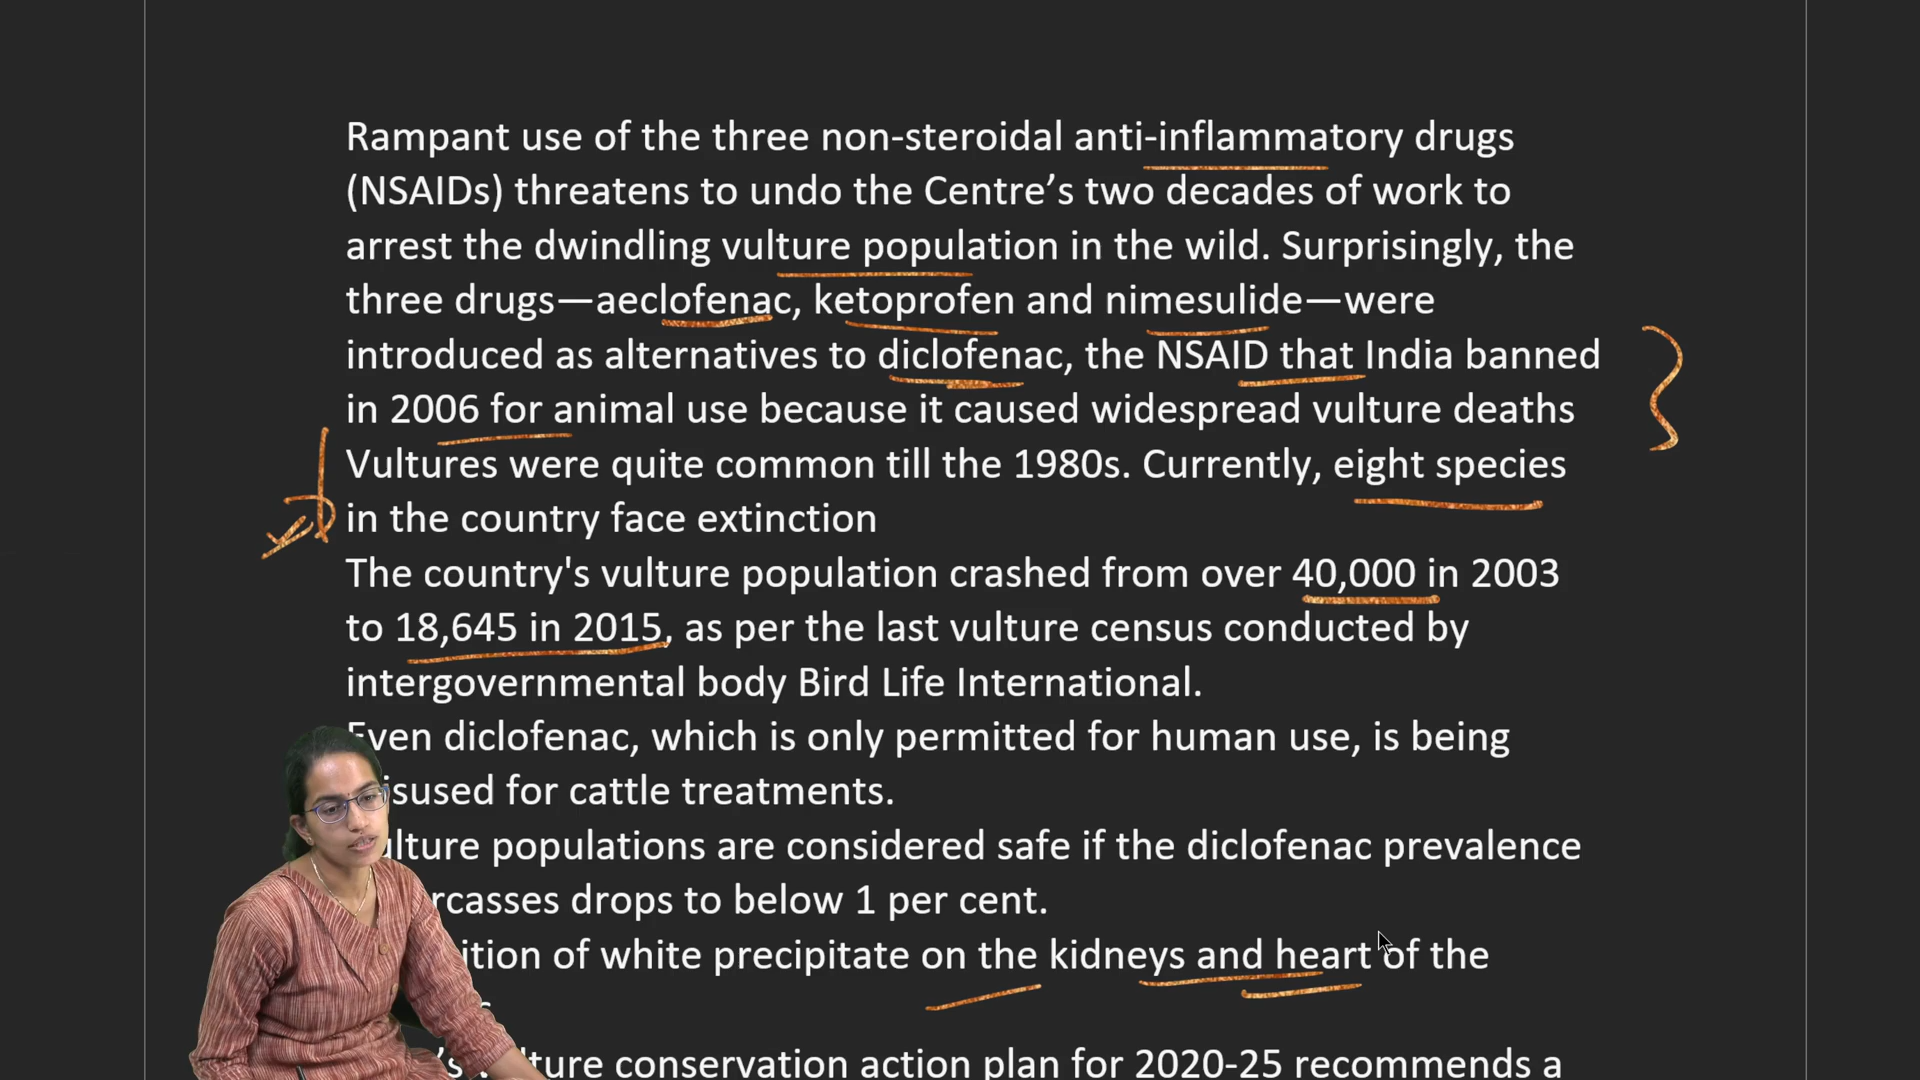 Rampant use of the three non-steroidal anti-inflammatory drugs
(NSAIDs) threatens to undo the Centre’s two decades of work to
arrest the dwindling vulture population in the wild. Surprisingly, the
three drugs—aeclofenac, ketoprofen and nimesulide—were
introduced as alternatives to diclofenac, the NSAID that India banned
in 2006 for animal use because it caused widespread vulture deaths
Vultures were quite common till the 1980s. Currently, eight species
in the country face extinction
The country's vulture population crashed from over 40,000 in 2003
to 18,645 in 2015, as per the last vulture census conducted by
intergovernmental body Bird Life International.
Even diclofenac, which is only permitted for human use, is being
for cattle treatments.
populations are considered safe if the diclofenac prevalence
drops to below 1 per cent.
of white precipitate on the kidneys and heart of the
conservation action plan for 2020-25 recommends a